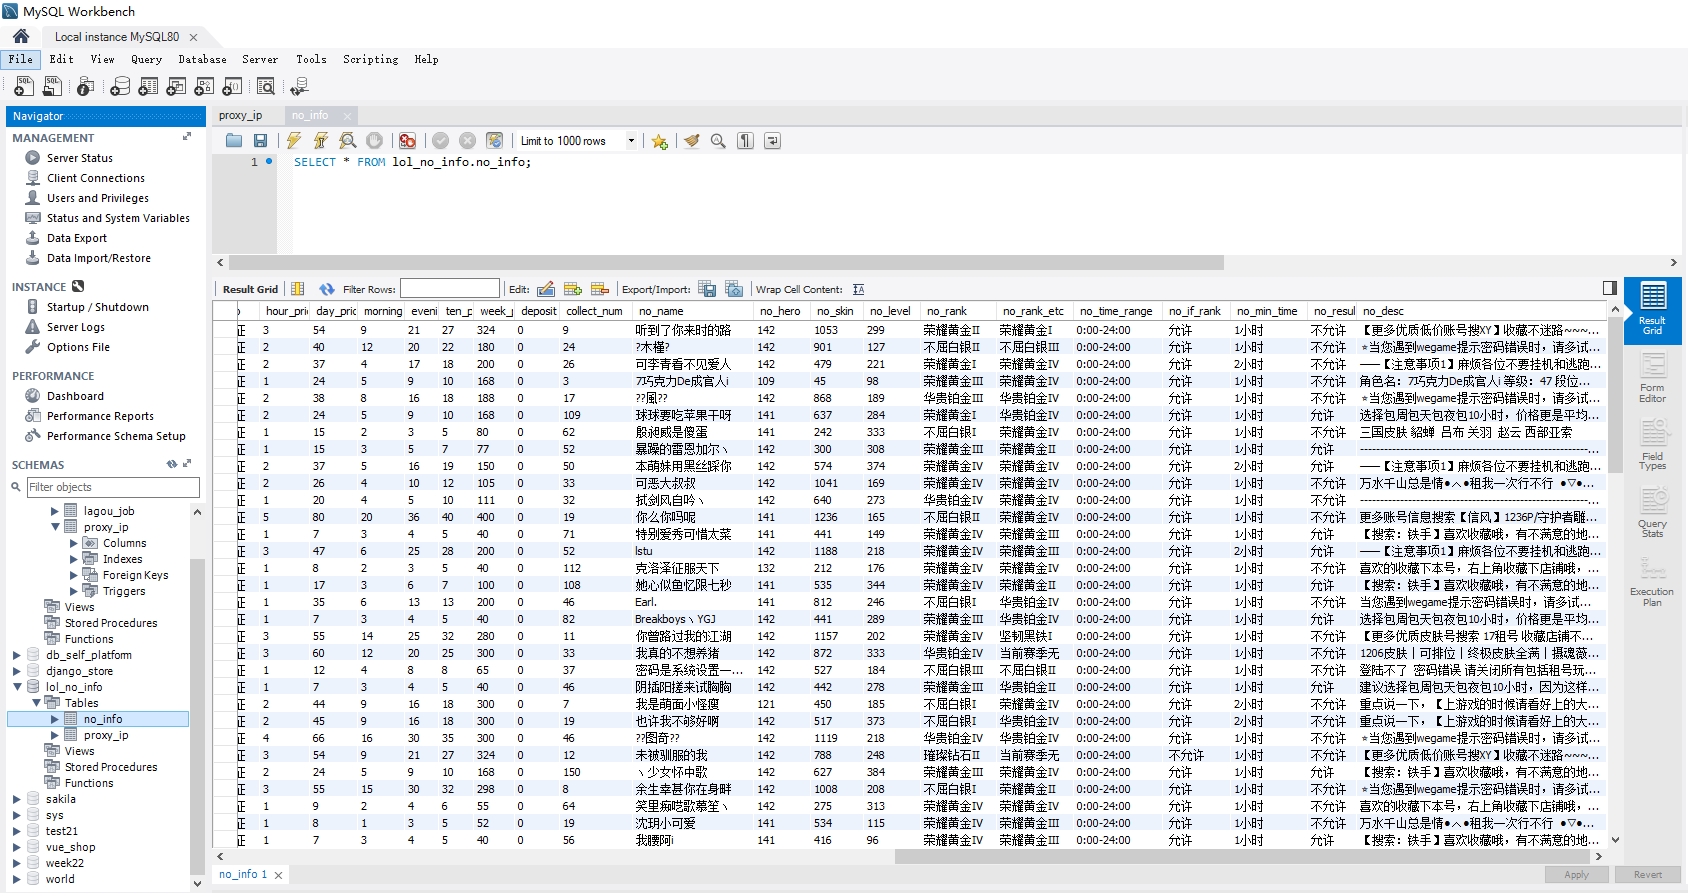 MySQL Workbench
Local instance MySQL80 ×
File Edit View Query Database Server Tools Scripting Help
Navigator
MANAGEMENT
Server Status
Client Connections
Users and Privileges
Status and System Variables
Data Export
Data Import/Restore
INSTANCE
Startup / Shutdown
Server Logs
Options File
PERFORMANCE
Dashboard
Performance Reports
Performance Schema Setup
SCHEMAS
Filter objects
lagou_job
proxy_ip
Columns
Indexes
Foreign Keys
Triggers
Views
Stored Procedures
Functions
db_self_platform
django_store
lol_no_info
Tables
no_info
proxy_ip
Views
Stored Procedures
Functions
sakila
sys
test21
vue_shop
week22
world
proxy_ip no_info ×
Limit to 1000 rows
1 SELECT * FROM lol_no_info.no_info;
Result Grid Filter Rows: Edit: Export/Import: Wrap Cell Content:
hour_pric day_pric morning eveni ten_p week_ deposit collect_num no_name no_hero no_skin no_level no_rank no_rank_etc no_time_range no_if_rank no_min_time no_resul no_desc
正 3 54 9 21 27 324 0 9 听到了你来时的路 142 1053 299 荣耀黄金II 荣耀黄金I 0:00-24:00 允许 1小时 不允许 【更多优质低价账号搜XY】收藏不迷路~~~...
正 2 40 12 20 22 180 0 24 ?木槿? 142 901 127 不屈白银II 不屈白银III 0:00-24:00 允许 1小时 不允许 ⭐当您遇到wegame提示密码错误时，请多试...
正 2 37 4 17 18 200 0 26 可李青看不见爱人 142 479 221 荣耀黄金I 荣耀黄金IV 0:00-24:00 允许 2小时 不允许 ——【注意事项1】麻烦各位不要挂机和逃跑...
正 1 24 5 9 10 168 0 3 7巧克力De成官人i 109 45 98 荣耀黄金III 荣耀黄金IV 0:00-24:00 允许 1小时 不允许 角色名：7巧克力De成官人i 等级：47 段位...
正 2 38 8 16 18 188 0 17 ??風?? 142 868 189 华贵铂金III 华贵铂金IV 0:00-24:00 允许 1小时 不允许 ⭐当您遇到wegame提示密码错误时，请多试...
正 2 24 5 9 10 168 0 109 球球要吃苹果干呀 141 637 284 荣耀黄金I 华贵铂金IV 0:00-24:00 允许 1小时 不允许 选择包周包天包夜包10小时，价格更是平均...
正 1 15 2 3 5 80 0 62 殷昶威是傻蛋 141 242 333 不屈白银I 荣耀黄金IV 0:00-24:00 允许 1小时 不允许 三国皮肤 貂蝉 吕布 关羽 赵云 西部亚索
正 1 15 3 5 7 77 0 52 暴躁的雷恩加尔丶 141 300 308 荣耀黄金IV 荣耀黄金III 0:00-24:00 允许 1小时 不允许
正 2 37 5 16 19 150 0 50 本萌妹用黑丝踩你 142 574 374 荣耀黄金IV 荣耀黄金IV 0:00-24:00 允许 2小时 不允许 ——【注意事项1】麻烦各位不要挂机和逃跑...
正 2 26 4 10 12 105 0 33 可恶大叔叔 142 1041 169 荣耀黄金IV 荣耀黄金IV 0:00-24:00 允许 1小时 不允许 万水千山总是情●︿●租我一次行不行 ●▽●...
正 1 20 4 5 10 111 0 32 拭剑风自吟丶 142 640 273 华贵铂金IV 荣耀黄金I 0:00-24:00 允许 1小时 不允许
正 5 80 20 36 40 400 0 19 你么你吗呢 141 1236 165 不屈白银II 荣耀黄金IV 0:00-24:00 允许 1小时 不允许 更多账号信息搜索【信风】1236P/守护者雕...
正 1 7 3 4 5 40 0 71 特别爱秀可惜太菜 141 441 149 荣耀黄金III 荣耀黄金IV 0:00-24:00 允许 1小时 不允许 【搜索：铁手】喜欢收藏哦，有不满意的地...
正 3 47 6 25 28 200 0 52 lstu 142 1188 218 荣耀黄金III 荣耀黄金III 0:00-24:00 允许 2小时 不允许 ——【注意事项1】麻烦各位不要挂机和逃跑...
正 1 8 2 3 5 40 0 112 克洛泽征服天下 132 212 176 荣耀黄金IV 荣耀黄金IV 0:00-24:00 允许 1小时 不允许 喜欢的收藏下本号，右上角收藏下店铺哦，...
正 1 17 3 6 7 100 0 108 她心似鱼忆限七秒 141 535 344 荣耀黄金IV 荣耀黄金II 0:00-24:00 允许 1小时 不允许 【搜索：铁手】喜欢收藏哦，有不满意的地...
正 1 35 6 13 13 200 0 46 Earl. 141 812 246 不屈白银I 华贵铂金IV 0:00-24:00 允许 1小时 允许 当您遇到wegame提示密码错误时，请多试...
正 1 7 3 4 5 40 0 82 Breakboys丶YGJ 141 441 289 荣耀黄金III 华贵铂金IV 0:00-24:00 允许 1小时 不允许 选择包周包天包夜包10小时，价格更是平均...
正 3 55 14 25 32 280 0 11 你曾路过我的江湖 142 1157 202 荣耀黄金IV 坚韧黑铁I 0:00-24:00 允许 1小时 允许 【更多优质皮肤号搜索 17租号 收藏店铺不...
正 3 60 12 20 25 300 0 33 我真的不想养猪 142 872 333 华贵铂金IV 当前赛季无 0:00-24:00 允许 1小时 不允许 1206皮肤丨可排位丨终极皮肤全满丨摄魂薇...
正 1 12 4 8 8 65 0 37 密码是系统设置一... 142 527 184 不屈白银III 不屈白银II 0:00-24:00 允许 1小时 不允许 登陆不了 密码错误 请关闭所有包括租号玩...
正 1 7 3 4 5 40 0 46 阴插阳搓来试胸胸 142 442 278 荣耀黄金III 华贵铂金II 0:00-24:00 允许 1小时 允许 建议选择包周包天包夜包10小时，因为这样...
正 2 44 9 16 18 300 0 7 我是萌面小怪瘦 121 450 185 不屈白银I 荣耀黄金IV 0:00-24:00 允许 2小时 允许 重点说一下，【上游戏的时候请看好上的大...
正 2 45 9 16 18 300 0 19 也许我不够好啊 142 517 373 不屈白银I 华贵铂金IV 0:00-24:00 允许 2小时 允许 重点说一下，【上游戏的时候请看好上的大...
正 4 66 16 30 35 300 0 46 ??图奇?? 142 1119 218 华贵铂金IV 华贵铂金IV 0:00-24:00 允许 1小时 允许 ⭐当您遇到wegame提示密码错误时，请多试...
正 3 54 9 21 27 324 0 12 未被驯服的我 142 788 248 璀璨钻石II 当前赛季无 0:00-24:00 不允许 1小时 不允许 【更多优质低价账号搜XY】收藏不迷路~~~...
正 2 24 5 9 10 168 0 150 丶少女怀中歌 142 627 384 荣耀黄金III 荣耀黄金IV 0:00-24:00 允许 1小时 允许 【搜索：铁手】喜欢收藏哦，有不满意的地...
正 3 55 15 30 32 298 0 8 余生幸甚你在身畔 142 1008 208 不屈白银I 荣耀黄金II 0:00-24:00 允许 1小时 允许 ⭐当您遇到wegame提示密码错误时，请多试...
正 1 9 2 4 6 55 0 64 142 275 313 荣耀黄金IV 荣耀黄金IV 0:00-24:00 允许 1小时 允许 喜欢的收藏下本号，右上角收藏下店铺哦，...
正 1 8 1 3 5 52 0 19 沈玥小可爱 141 534 115 荣耀黄金IV 荣耀黄金III 0:00-24:00 允许 1小时 不允许 万水千山总是情●︿●租我一次行不行 ●▽●...
正 1 7 3 4 5 40 0 56 我腰阿i 141 416 96 荣耀黄金IV 荣耀黄金III 0:00-24:00 允许 1小时 不允许 【搜索：铁手】喜欢收藏哦，有不满意的地...
Result Grid
Form Editor
Field Types
Query Stats
Execution Plan
no_info 1 ×
Apply Revert